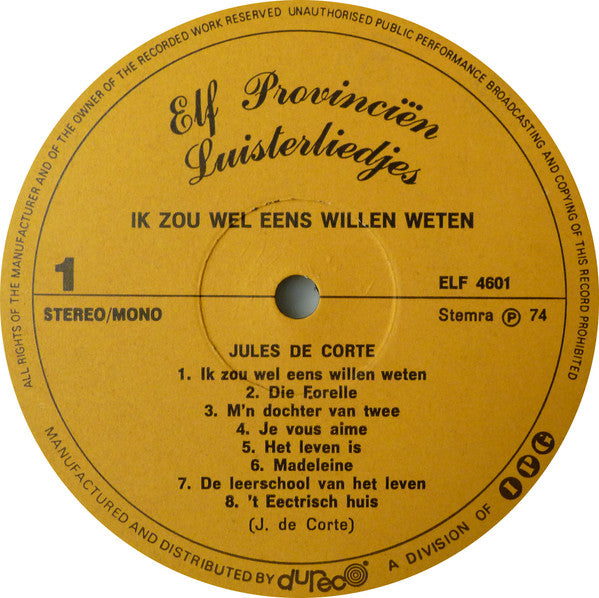 ALL RIGHTS OF THE MANUFACTURER AND OF THE OWNER OF THE RECORDED WORK RESERVED UNAUTHORISED PUBLIC PERFORMANCE BROADCASTING AND COPYING OF THIS RECORD PROHIBITED
Elf Provinciën
Luisterliedjes
IK ZOU WEL EENS WILLEN WETEN
1
ELF 4601
STEREO/MONO
Stemra Ⓟ 74
JULES DE CORTE
1. Ik zou wel eens willen weten
2. Die Forelle
3. M'n dochter van twee
4. Je vous aime
5. Het leven is
6. Madeleine
7. De leerschool van het leven
8. 't Eectrisch huis
(J. de Corte)
MANUFACTURED AND DISTRIBUTED BY dureco A DIVISION OF